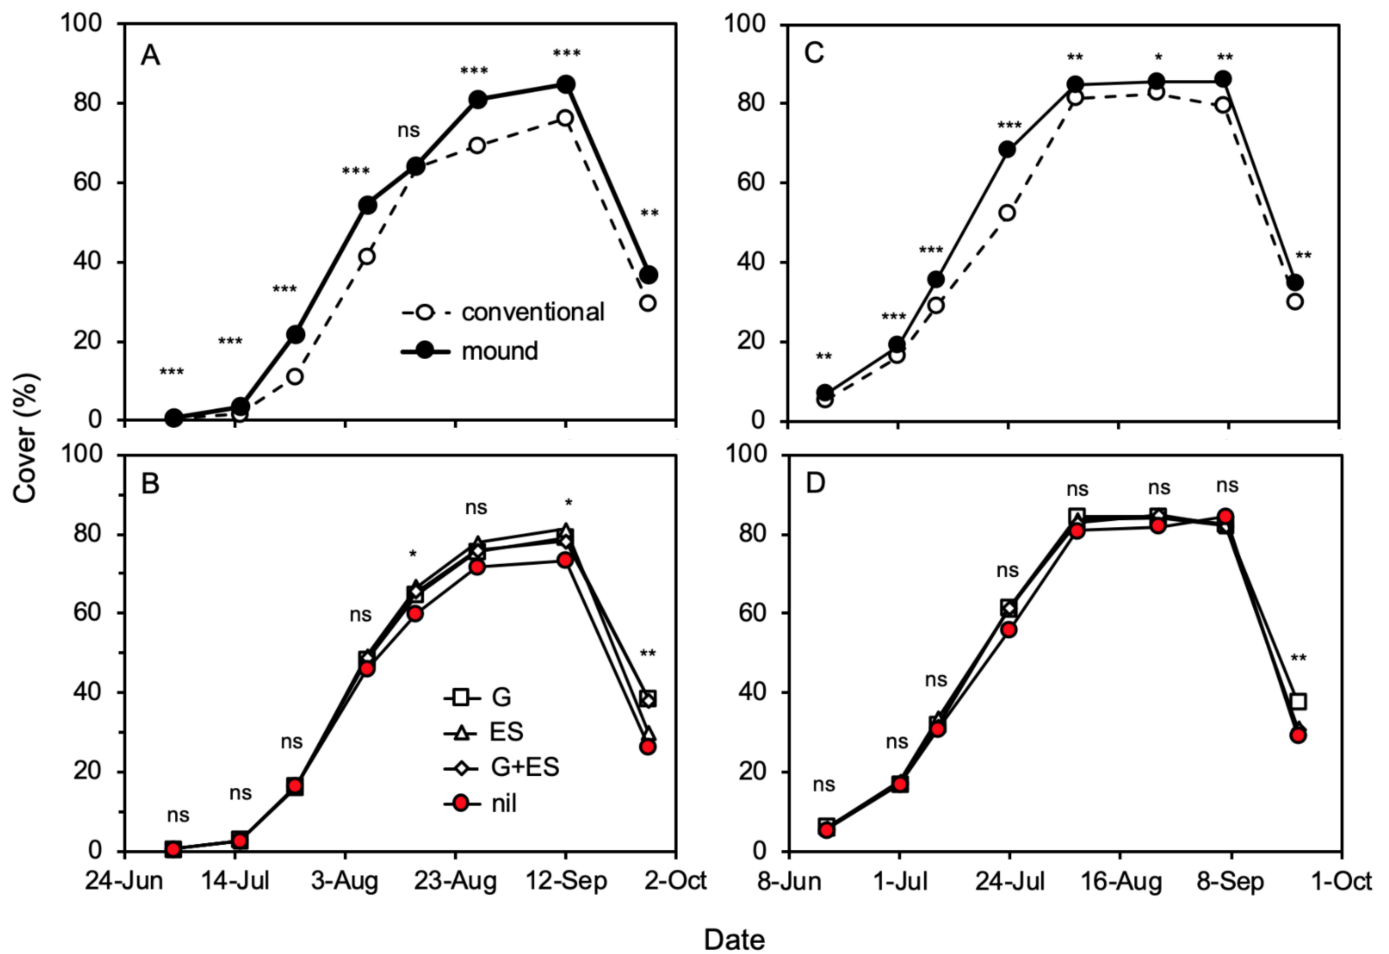 Cover (%)
100
80
60
40
20
0
A
***
***
***
***
ns
***
***
**
conventional
mound
100
80
60
40
20
0
C
**
***
***
***
**
*
**
**
100
80
60
40
20
0
B
ns
ns
ns
ns
*
ns
*
**
G
ES
G+ES
nil
24-Jun 14-Jul 3-Aug 23-Aug 12-Sep 2-Oct
100
80
60
40
20
0
D
ns
ns
ns
ns
ns
ns
ns
**
8-Jun 1-Jul 24-Jul 16-Aug 8-Sep 1-Oct
Date